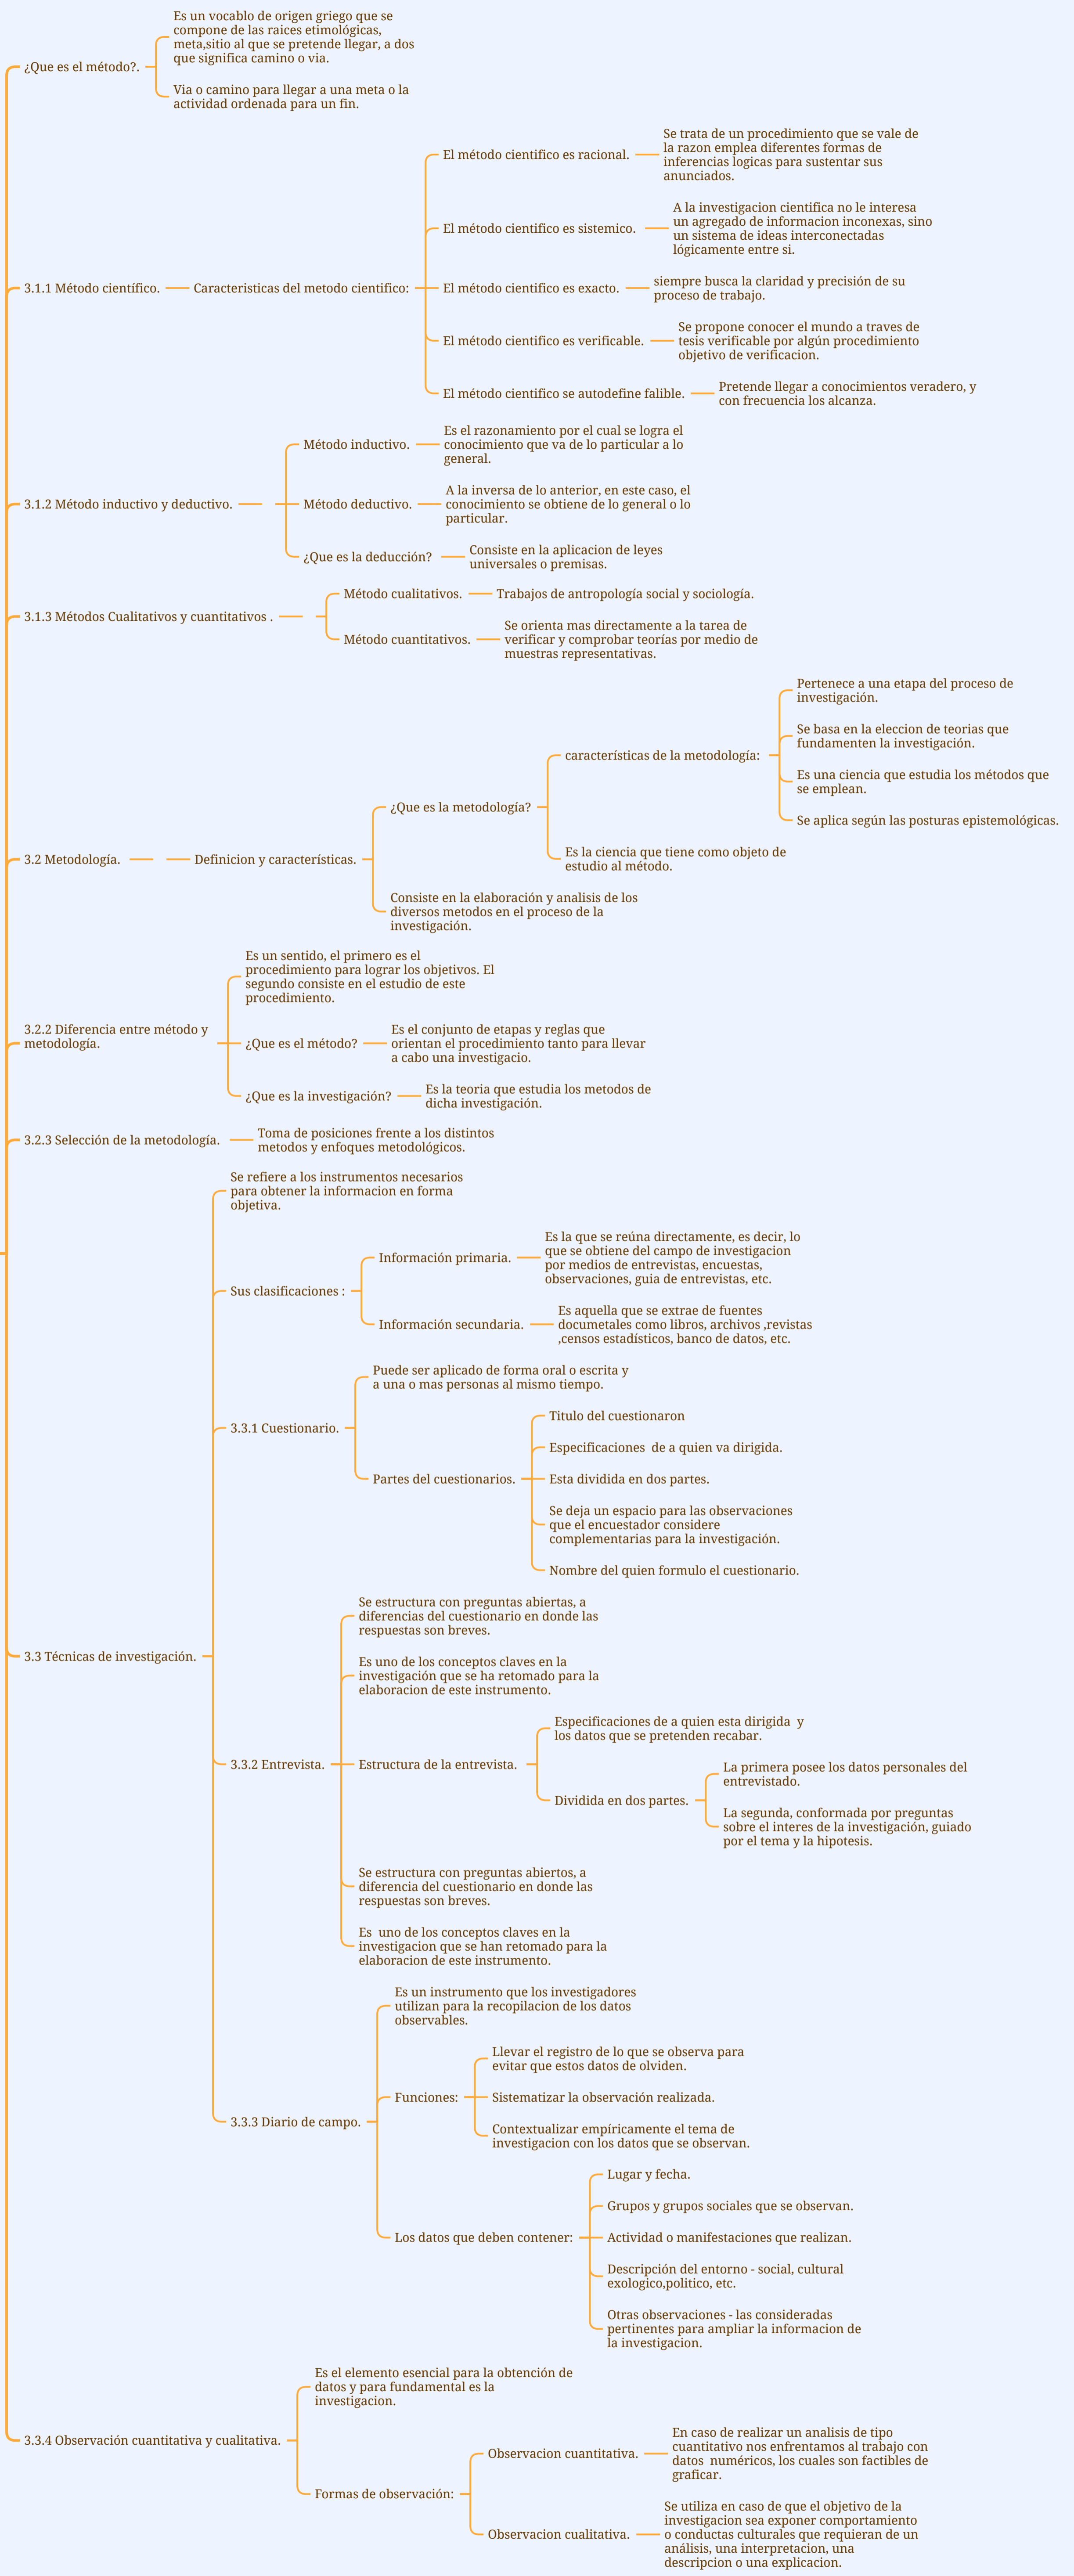 Es un vocablo de origen griego que se
compone de las raices etimológicas,
meta,sitio al que se pretende llegar, a dos
que significa camino o via.
¿Que es el método?.
Via o camino para llegar a una meta o la
actividad ordenada para un fin.
Se trata de un procedimiento que se vale de
la razon emplea diferentes formas de
inferencias logicas para sustentar sus
anunciados.
El método cientifico es racional.
A la investigacion cientifica no le interesa
un agregado de informacion inconexas, sino
un sistema de ideas interconectadas
lógicamente entre si.
El método cientifico es sistemico.
3.1.1 Método científico.
Caracteristicas del metodo cientifico:
El método cientifico es exacto.
siempre busca la claridad y precisión de su
proceso de trabajo.
Se propone conocer el mundo a traves de
tesis verificable por algún procedimiento
objetivo de verificacion.
El método cientifico es verificable.
El método cientifico se autodefine falible.
Pretende llegar a conocimientos veradero, y
con frecuencia los alcanza.
Es el razonamiento por el cual se logra el
conocimiento que va de lo particular a lo
general.
Método inductivo.
3.1.2 Método inductivo y deductivo.
Método deductivo.
A la inversa de lo anterior, en este caso, el
conocimiento se obtiene de lo general o lo
particular.
¿Que es la deducción?
Consiste en la aplicacion de leyes
universales o premisas.
Método cualitativos.
Trabajos de antropología social y sociología.
3.1.3 Métodos Cualitativos y cuantitativos .
Método cuantitativos.
Se orienta mas directamente a la tarea de
verificar y comprobar teorías por medio de
muestras representativas.
Pertenece a una etapa del proceso de
investigación.
Se basa en la eleccion de teorias que
fundamenten la investigación.
características de la metodología:
Es una ciencia que estudia los métodos que
se emplean.
Se aplica según las posturas epistemológicas.
¿Que es la metodología?
Es la ciencia que tiene como objeto de
estudio al método.
3.2 Metodología.
Definicion y características.
Consiste en la elaboración y analisis de los
diversos metodos en el proceso de la
investigación.
Es un sentido, el primero es el
procedimiento para lograr los objetivos. El
segundo consiste en el estudio de este
procedimiento.
3.2.2 Diferencia entre método y
metodología.
¿Que es el método?
Es el conjunto de etapas y reglas que
orientan el procedimiento tanto para llevar
a cabo una investigacio.
¿Que es la investigación?
Es la teoria que estudia los metodos de
dicha investigación.
3.2.3 Selección de la metodología.
Toma de posiciones frente a los distintos
metodos y enfoques metodológicos.
Se refiere a los instrumentos necesarios
para obtener la informacion en forma
objetiva.
Información primaria.
Es la que se reúna directamente, es decir, lo
que se obtiene del campo de investigacion
por medios de entrevistas, encuestas,
observaciones, guia de entrevistas, etc.
Sus clasificaciones :
Información secundaria.
Es aquella que se extrae de fuentes
documetales como libros, archivos ,revistas
,censos estadísticos, banco de datos, etc.
Puede ser aplicado de forma oral o escrita y
a una o mas personas al mismo tiempo.
3.3.1 Cuestionario.
Titulo del cuestionaron
Especificaciones  de a quien va dirigida.
Partes del cuestionarios.
Esta dividida en dos partes.
Se deja un espacio para las observaciones
que el encuestador considere
complementarias para la investigación.
Nombre del quien formulo el cuestionario.
3.3 Técnicas de investigación.
Se estructura con preguntas abiertas, a
diferencias del cuestionario en donde las
respuestas son breves.
Es uno de los conceptos claves en la
investigación que se ha retomado para la
elaboracion de este instrumento.
Especificaciones de a quien esta dirigida  y
los datos que se pretenden recabar.
3.3.2 Entrevista.
Estructura de la entrevista.
La primera posee los datos personales del
entrevistado.
Dividida en dos partes.
La segunda, conformada por preguntas
sobre el interes de la investigación, guiado
por el tema y la hipotesis.
Se estructura con preguntas abiertos, a
diferencia del cuestionario en donde las
respuestas son breves.
Es  uno de los conceptos claves en la
investigacion que se han retomado para la
elaboracion de este instrumento.
Es un instrumento que los investigadores
utilizan para la recopilacion de los datos
observables.
Llevar el registro de lo que se observa para
evitar que estos datos de olviden.
Funciones:
Sistematizar la observación realizada.
3.3.3 Diario de campo.
Contextualizar empíricamente el tema de
investigacion con los datos que se observan.
Lugar y fecha.
Grupos y grupos sociales que se observan.
Los datos que deben contener:
Actividad o manifestaciones que realizan.
Descripción del entorno - social, cultural
exologico,politico, etc.
Otras observaciones - las consideradas
pertinentes para ampliar la informacion de
la investigacion.
Es el elemento esencial para la obtención de
datos y para fundamental es la
investigacion.
3.3.4 Observación cuantitativa y cualitativa.
Observacion cuantitativa.
En caso de realizar un analisis de tipo
cuantitativo nos enfrentamos al trabajo con
datos  numéricos, los cuales son factibles de
graficar.
Formas de observación:
Observacion cualitativa.
Se utiliza en caso de que el objetivo de la
investigacion sea exponer comportamiento
o conductas culturales que requieran de un
análisis, una interpretacion, una
descripcion o una explicacion.